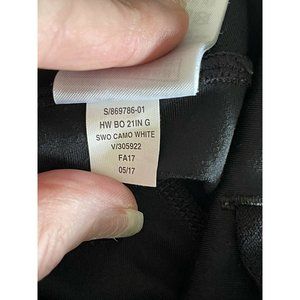 S/869786-01
HW BO 21IN G
SWO CAMO WHITE
V/305922
FA17
05/17